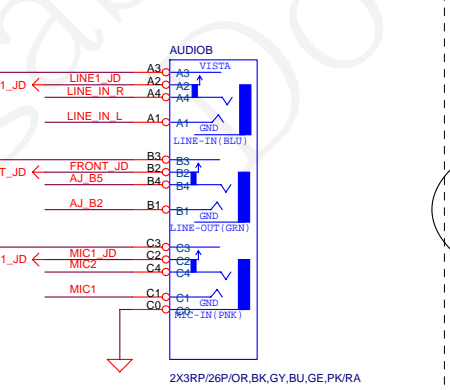 AUDIOB
A3 A3 VISTA
1_JD LINE1_JD A2 A2
LINE_IN_R A4 A4
LINE_IN_L A1 A1
GND
LINE-IN(BLU)
B3 B3
T_JD FRONT_JD B2 B2
AJ_B5 B4 B4
AJ_B2 B1 B1
GND
LINE-OUT(GRN)
C3 C3
1_JD MIC1_JD C2 C2
MIC2 C4 C4
MIC1 C1 C1
GND
C0 C0
MIC-IN(PNK)
2X3RP/26P/OR,BK,GY,BU,GE,PK/RA